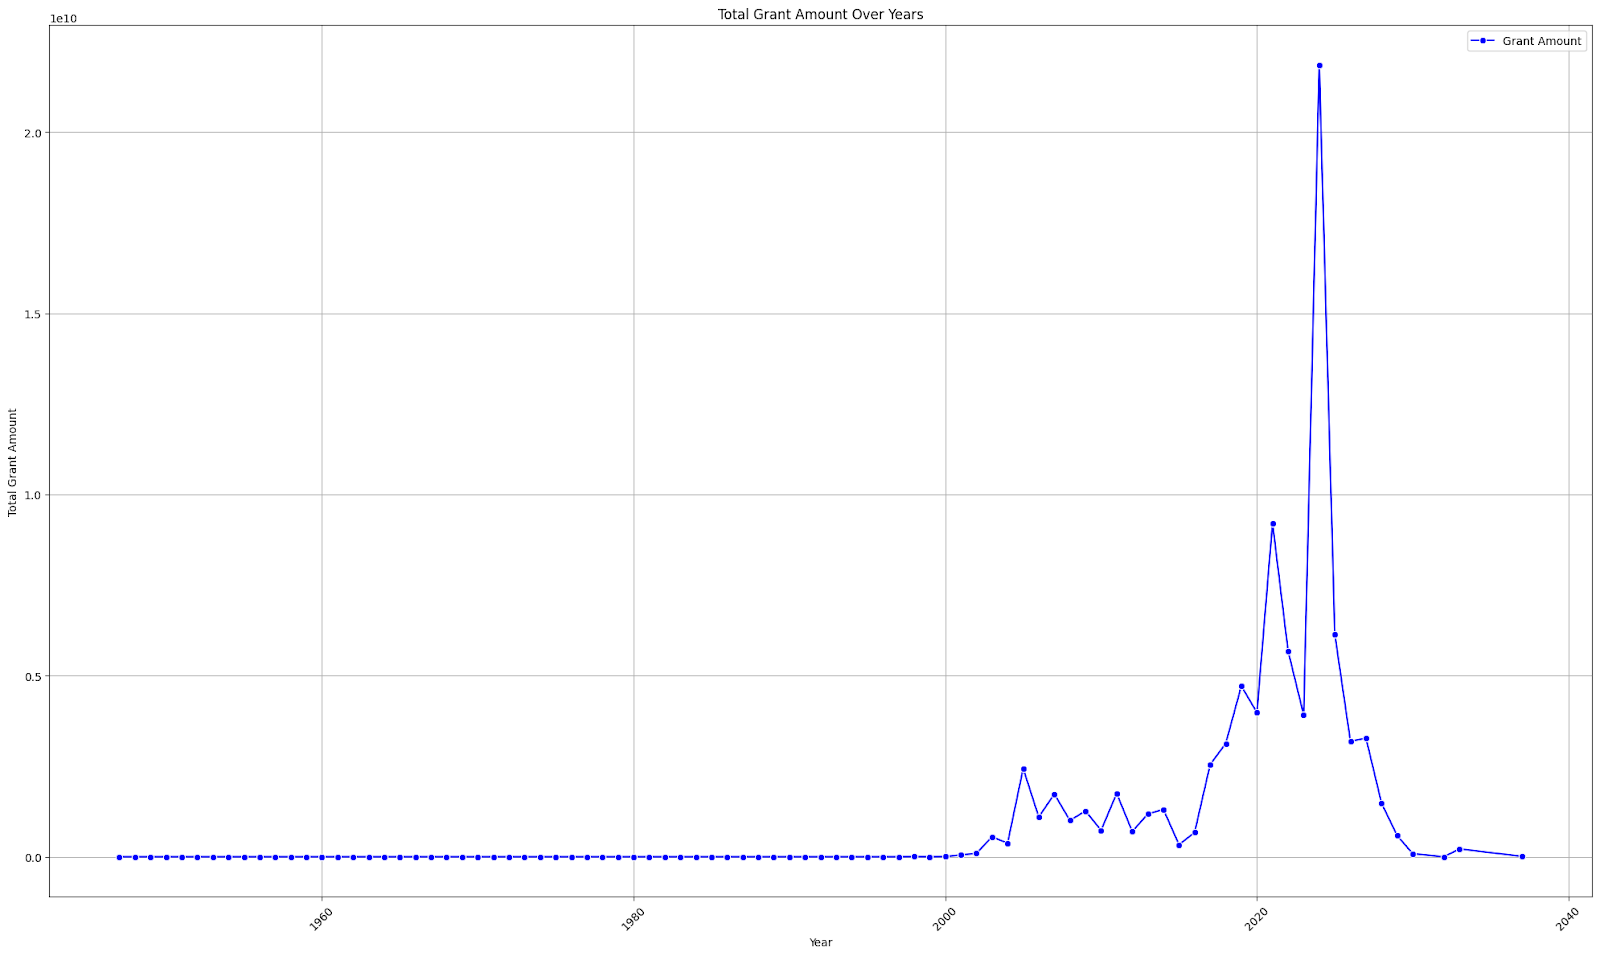 Total Grant Amount Over Years
1e10
Grant Amount
2.0
1.5
1.0
0.5
0.0
Total Grant Amount
1960
1980
2000
2020
2040
Year